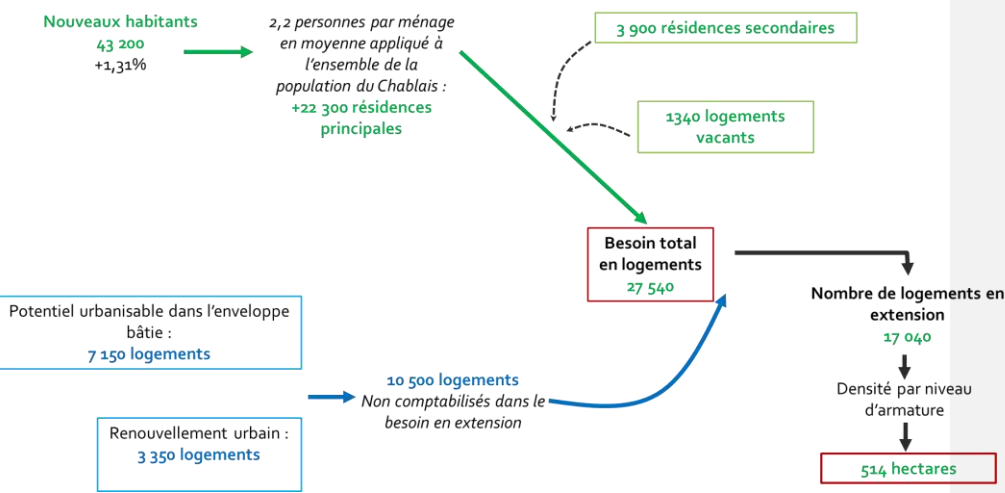 Nouveaux habitants
43 200
+1,31%
2,2 personnes par ménage
en moyenne appliqué à
l’ensemble de la
population du Chablais :
+22 300 résidences
principales
3 900 résidences secondaires
1340 logements
vacants
Besoin total
en logements
27 540
Nombre de logements en
extension
17 040
Densité par niveau
d’armature
514 hectares
Potentiel urbanisable dans l’enveloppe
bâtie :
7 150 logements
10 500 logements
Non comptabilisés dans le
besoin en extension
Renouvellement urbain :
3 350 logements